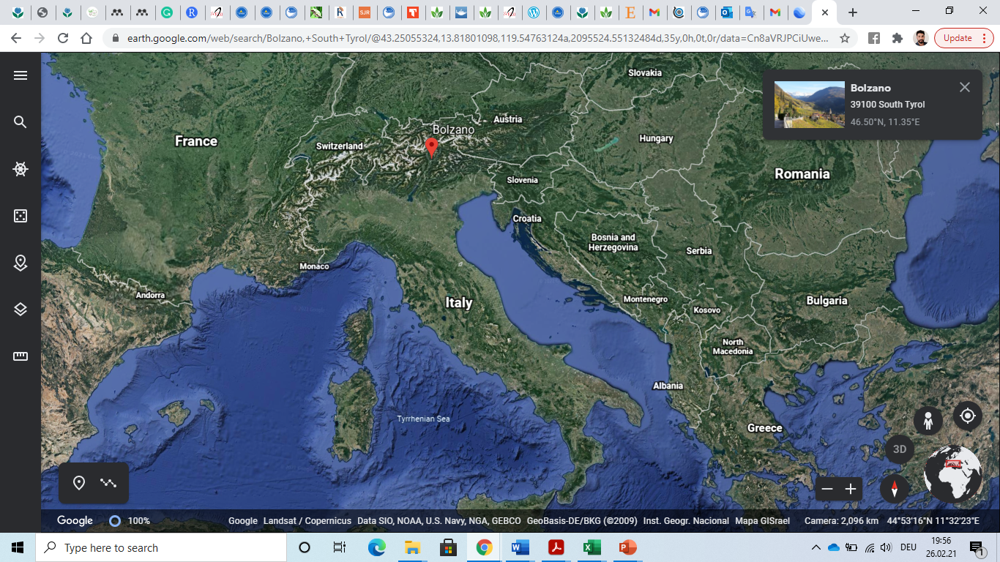 SJR
T
E
earth.google.com/web/search/Bolzano,+South+Tyrol/@43.25055324,13.81801098,119.54763124a,2095524.55132484d,35y,0h,0t,0r/data=Cn8aVRJPCiUwe...
Update
Slovakia
Bolzano
39100 South Tyrol
46.50°N, 11.35°E
Austria
Bolzano
France
Switzerland
Hungary
Romania
Slovenia
Croatia
Bosnia and
Herzegovina
Serbia
Monaco
Andorra
Italy
Montenegro
Bulgaria
Kosovo
North
Macedonia
Albania
Tyrrhenian Sea
Greece
3D
Google
100%
Google Landsat / Copernicus Data SIO, NOAA, U.S. Navy, NGA, GEBCO GeoBasis-DE/BKG (©2009) Inst. Geogr. Nacional Mapa GISrael Camera: 2,096 km 44°53'16"N 11°32'23"E
Type here to search
DEU
19:56
26.02.21
1